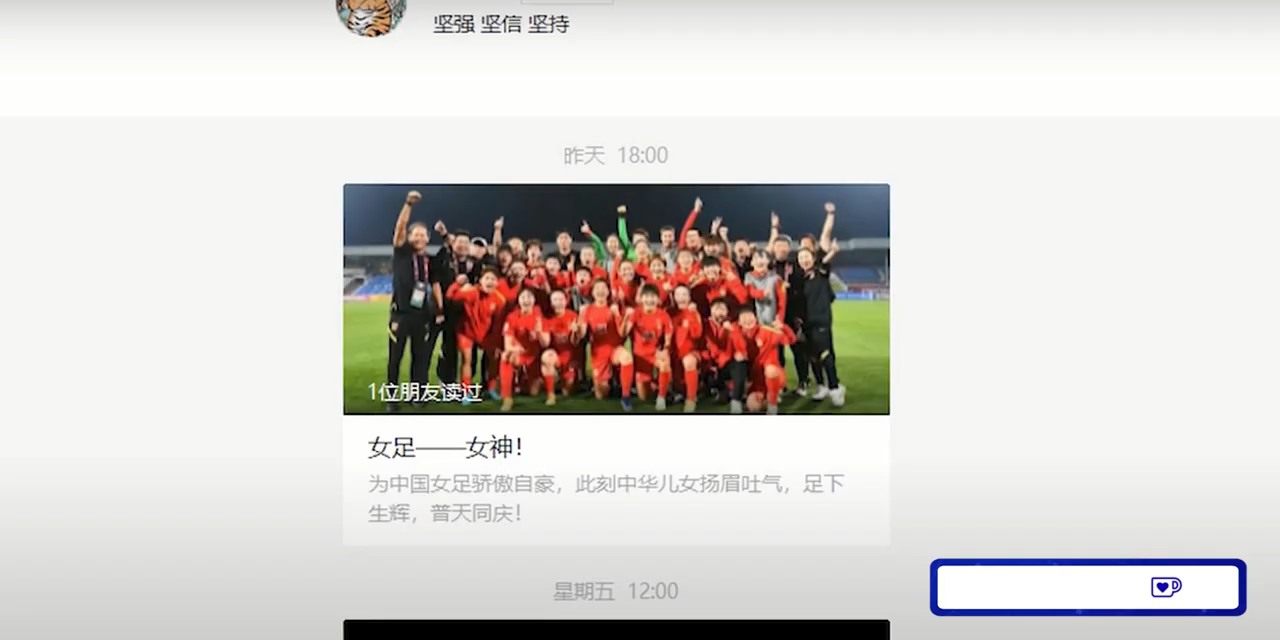 坚强 坚信 坚持
昨天 18:00
1位朋友读过
女足——女神！
为中国女足骄傲自豪，此刻中华儿女扬眉吐气，足下
生辉，普天同庆！
星期五 12:00